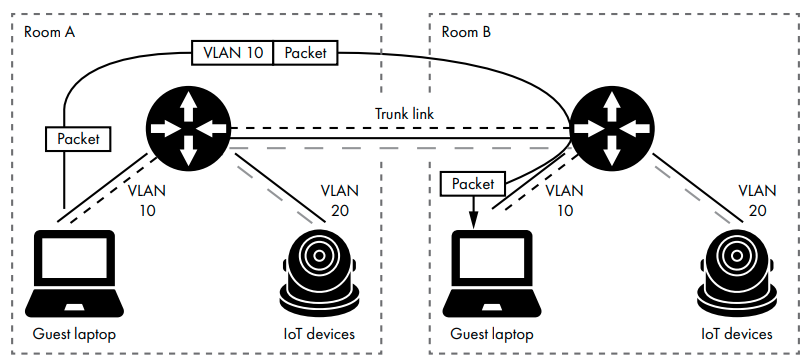 Room A
Room B
VLAN 10 Packet
Trunk link
Packet
Packet
VLAN
10
VLAN
20
VLAN
10
VLAN
20
Guest laptop
IoT devices
Guest laptop
IoT devices